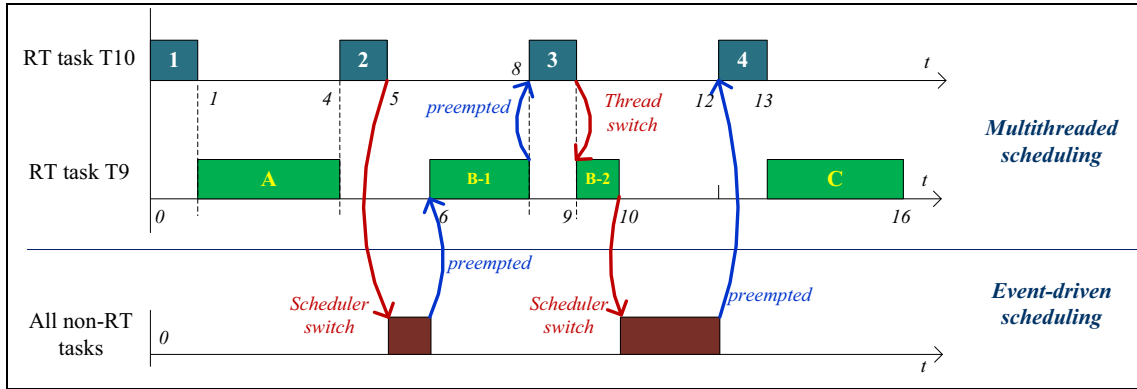 RT task T10
1
2
3
4
t
1
4
5
8
12
13
preempted
Thread
switch
Multithreaded
scheduling
RT task T9
A
B-1
B-2
C
t
0
6
9
10
16
preempted
Scheduler
switch
Scheduler
switch
preempted
Event-driven
scheduling
All non-RT
tasks
0
t